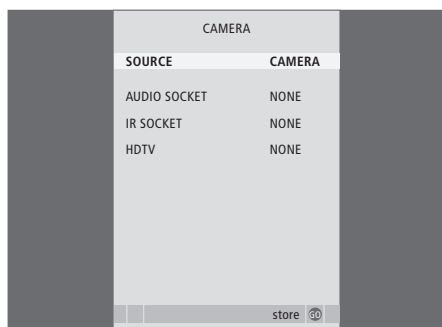 CAMERA
SOURCE CAMERA
AUDIO SOCKET NONE
IR SOCKET NONE
HDTV NONE
store GO